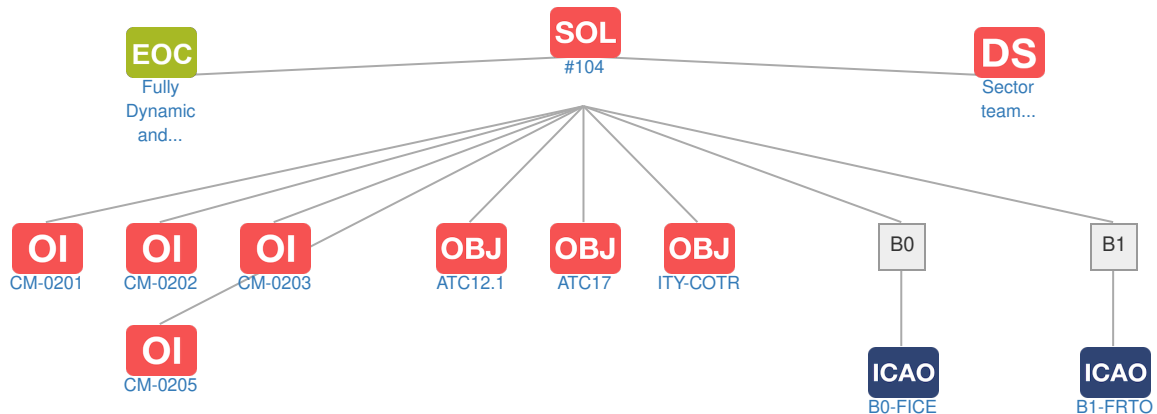 EOC
Fully
Dynamic
and...
SOL
#104
DS
Sector
team...
OI
CM-0201
OI
CM-0202
OI
CM-0203
OBJ
ATC12.1
OBJ
ATC17
OBJ
ITY-COTR
B0
B1
OI
CM-0205
ICAO
B0-FICE
ICAO
B1-FRTO